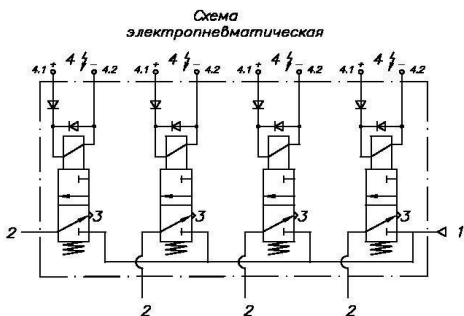 Схема
электропневматическая
4.1 + 4 - 4.2 4.1 + 4 - 4.2 4.1 + 4 - 4.2 4.1 + 4 - 4.2
3 3 3 3
2 1
2 2 2